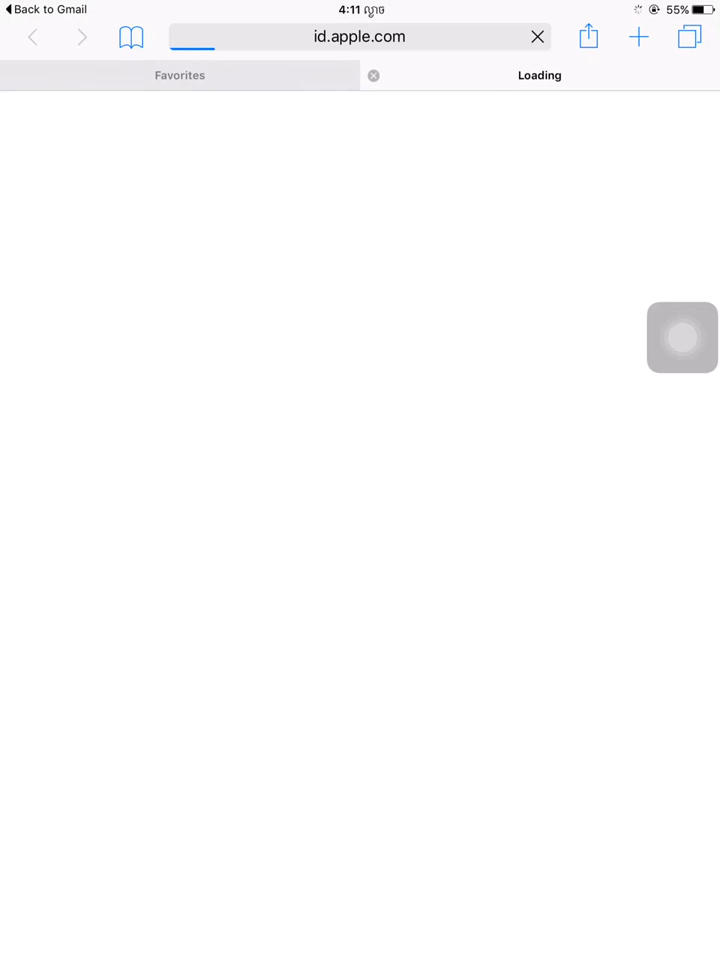 Back to Gmail
4:11 ល្ងាច
55%
id.apple.com
Favorites
Loading